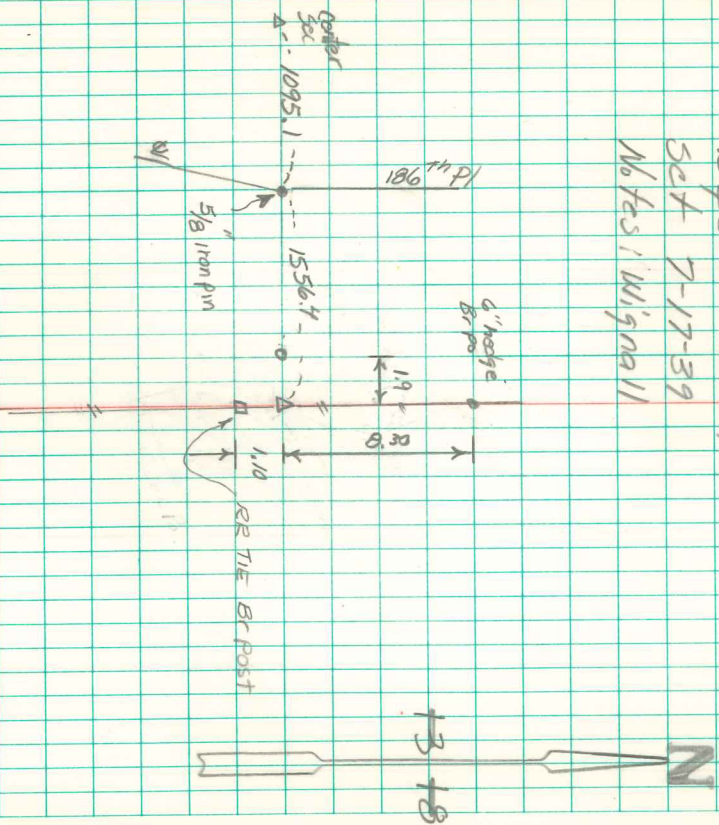 Set 7-17-89
Notes: Wignall
N
6" hedge
Br po
186th Pl
1.9
8.30
Center
Sec
1095.1
1556.4
5/8" iron pin
1.10
RR TIE Br Post
13 18